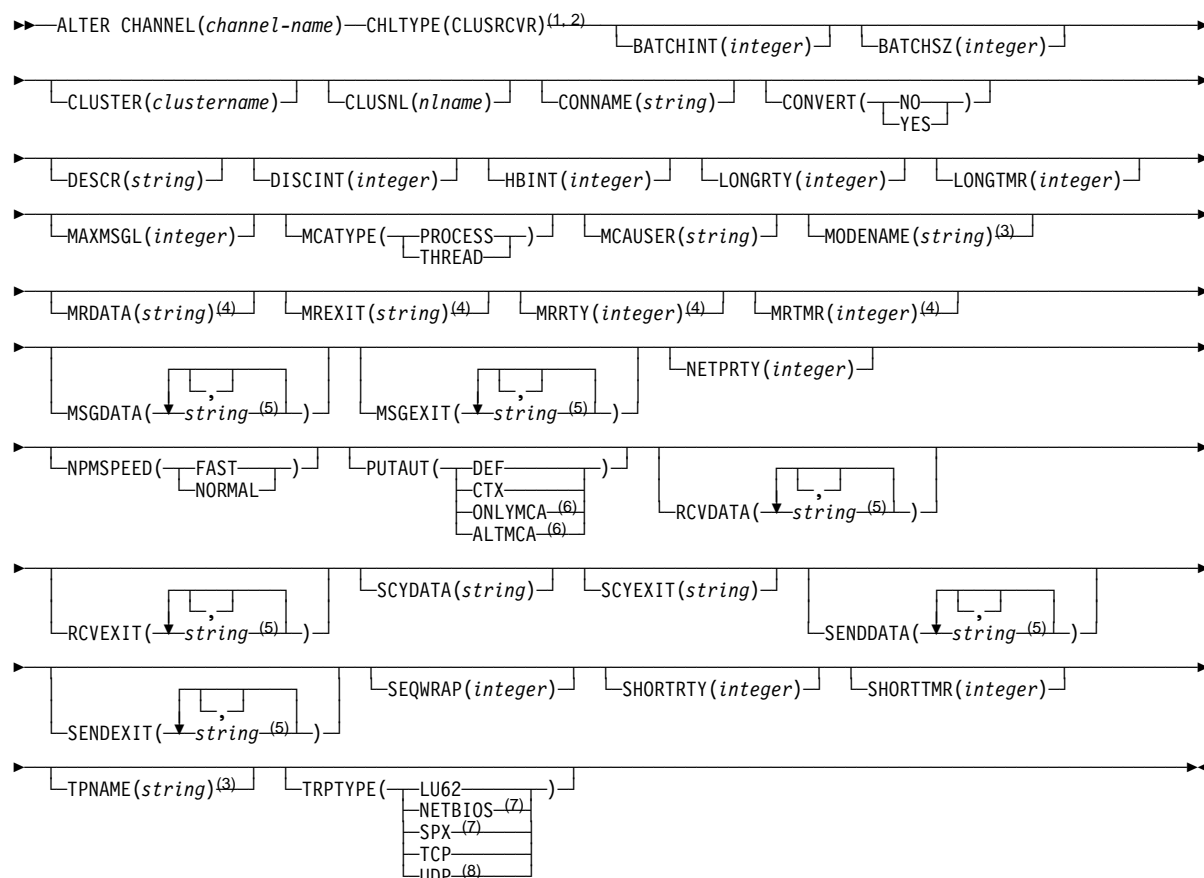 ALTER CHANNEL(channel-name) CHLTYPE(CLUSRCVR) (1, 2)
BATCHINT(integer) BATCHSZ(integer)
CLUSTER(clustername) CLUSNL(nlname) CONNAME(string) CONVERT( NO )
YES
DESCR(string) DISCINT(integer) HBINT(integer) LONGRTY(integer) LONGTMR(integer)
MAXMSGL(integer) MCATYPE( PROCESS ) MCAUSER(string) MODENAME(string) (3)
THREAD
MRDATA(string) (4) MREXIT(string) (4) MRRTY(integer) (4) MRTMR(integer) (4)
NETPRTY(integer)
, ,
MSGDATA( string (5) ) MSGEXIT( string (5) )
NPMSPEED( FAST ) PUTAUT( DEF )
NORMAL CTX ,
ONLYMCA (6) RCVDATA( string (5) )
ALTMCA (6)
SCYDATA(string) SCYEXIT(string)
, ,
RCVEXIT( string (5) ) SENDDATA( string (5) )
SEQWRAP(integer) SHORTRTY(integer) SHORTTMR(integer)
,
SENDEXIT( string (5) )
TPNAME(string) (3) TRPTYPE( LU62 )
NETBIOS (7)
SPX (7)
TCP
UDP (8)